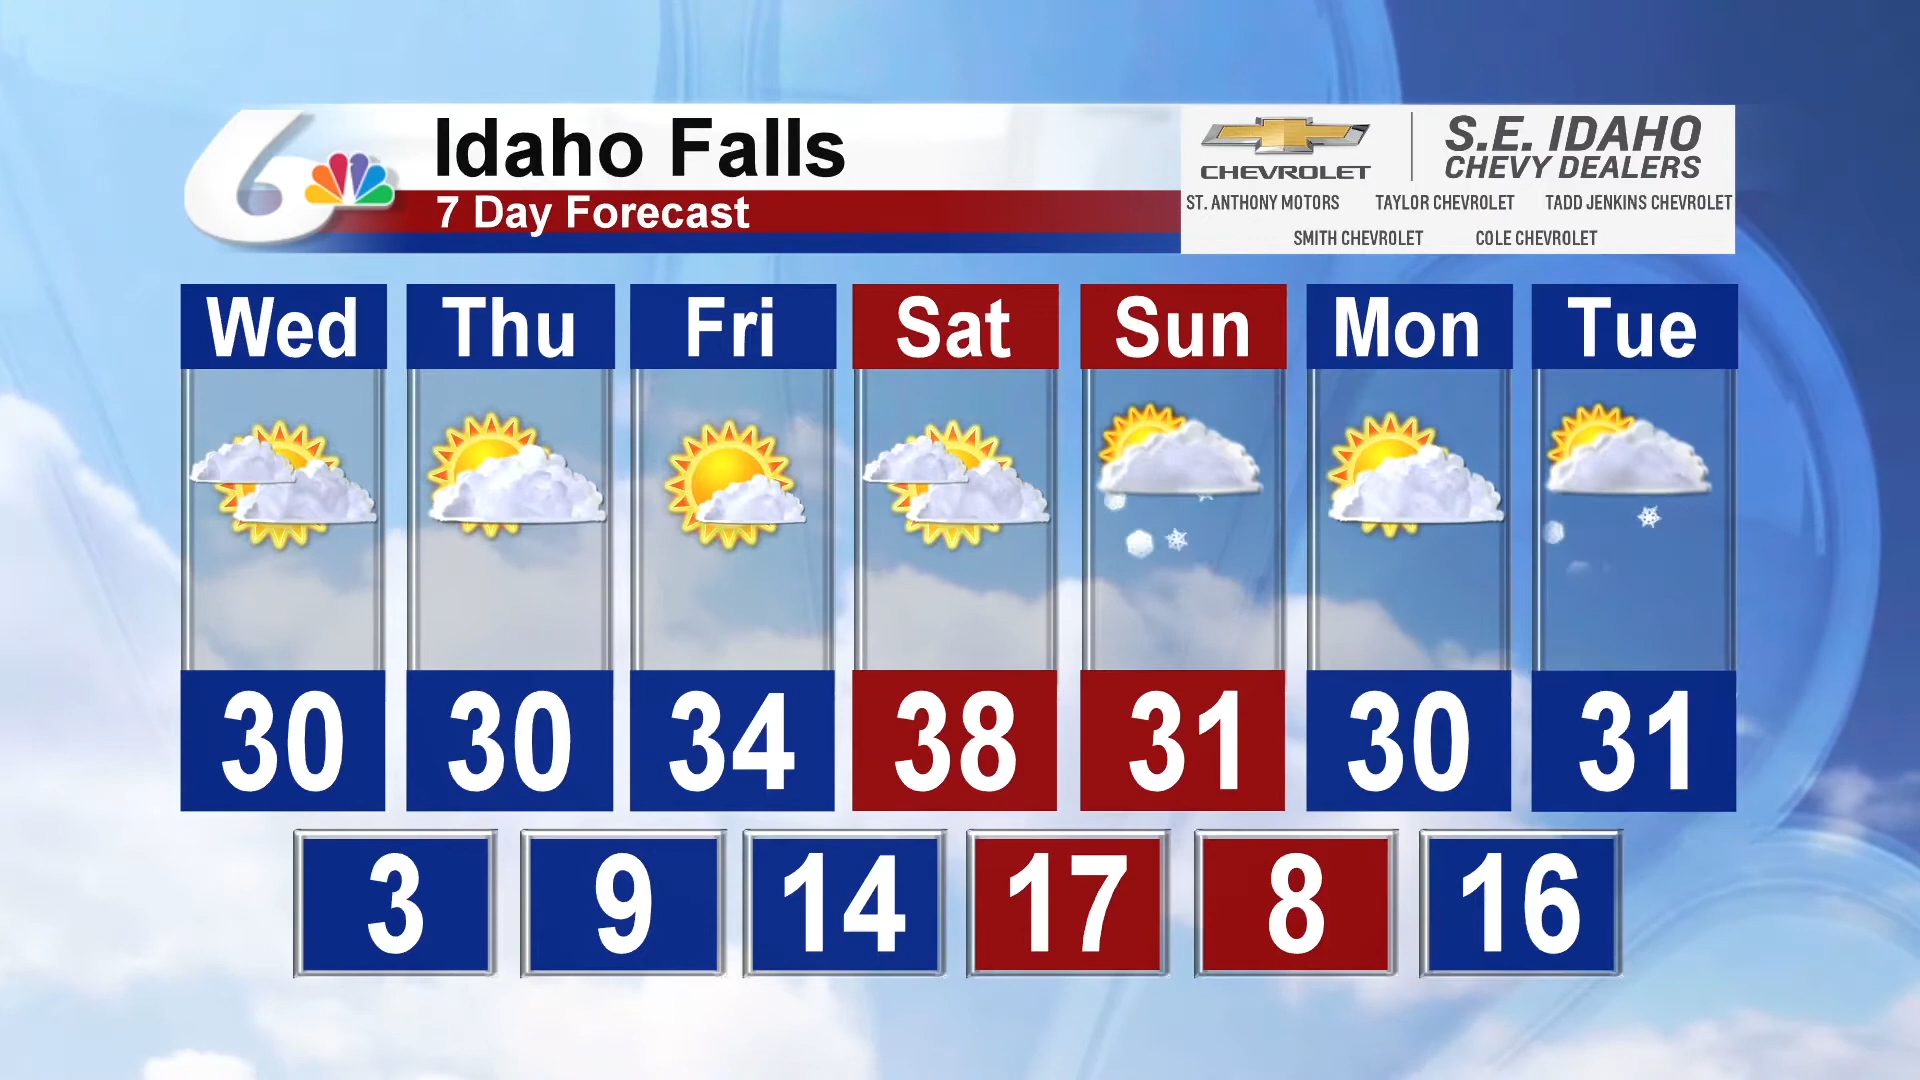 6
Idaho Falls
7 Day Forecast
CHEVROLET
S.E. IDAHO
CHEVY DEALERS
ST. ANTHONY MOTORS TAYLOR CHEVROLET TADD JENKINS CHEVROLET
SMITH CHEVROLET COLE CHEVROLET
Wed Thu Fri Sat Sun Mon Tue
30 30 34 38 31 30 31
3 9 14 17 8 16